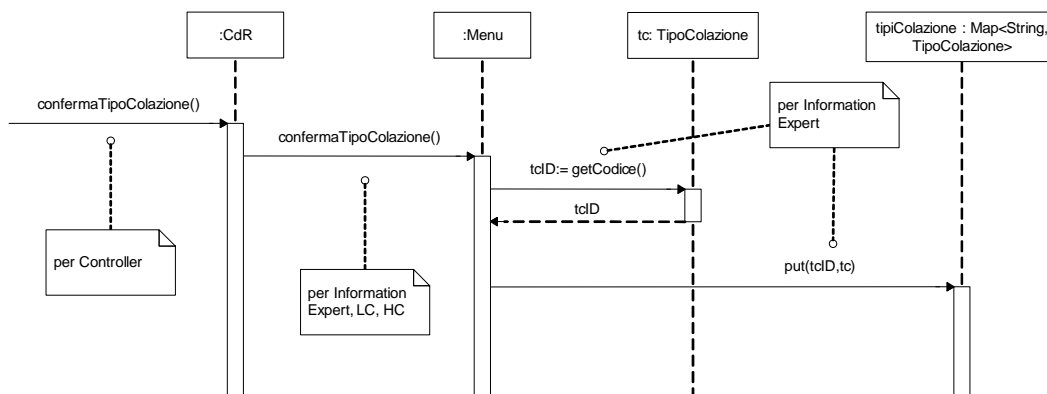 :CdR
:Menu
tc: TipoColazione
tipiColazione : Map<String,
TipoColazione>
confermaTipoColazione()
per Information
Expert
confermaTipoColazione()
tcID:= getCodice()
tcID
per Controller
put(tcID,tc)
per Information
Expert, LC, HC